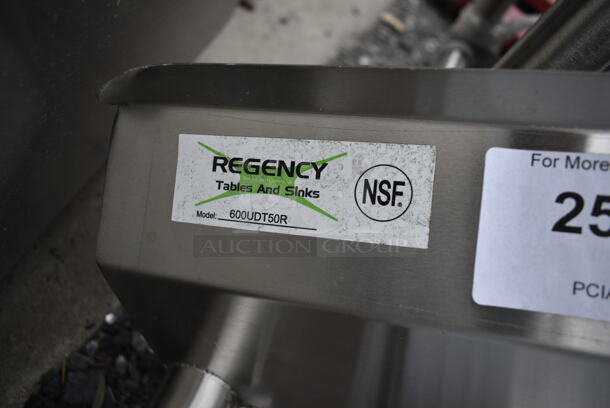 REGENCY
Tables And Sinks
Model: 600UDT50R
NSF.
AUCTION GROUP
For More
25
PCIA